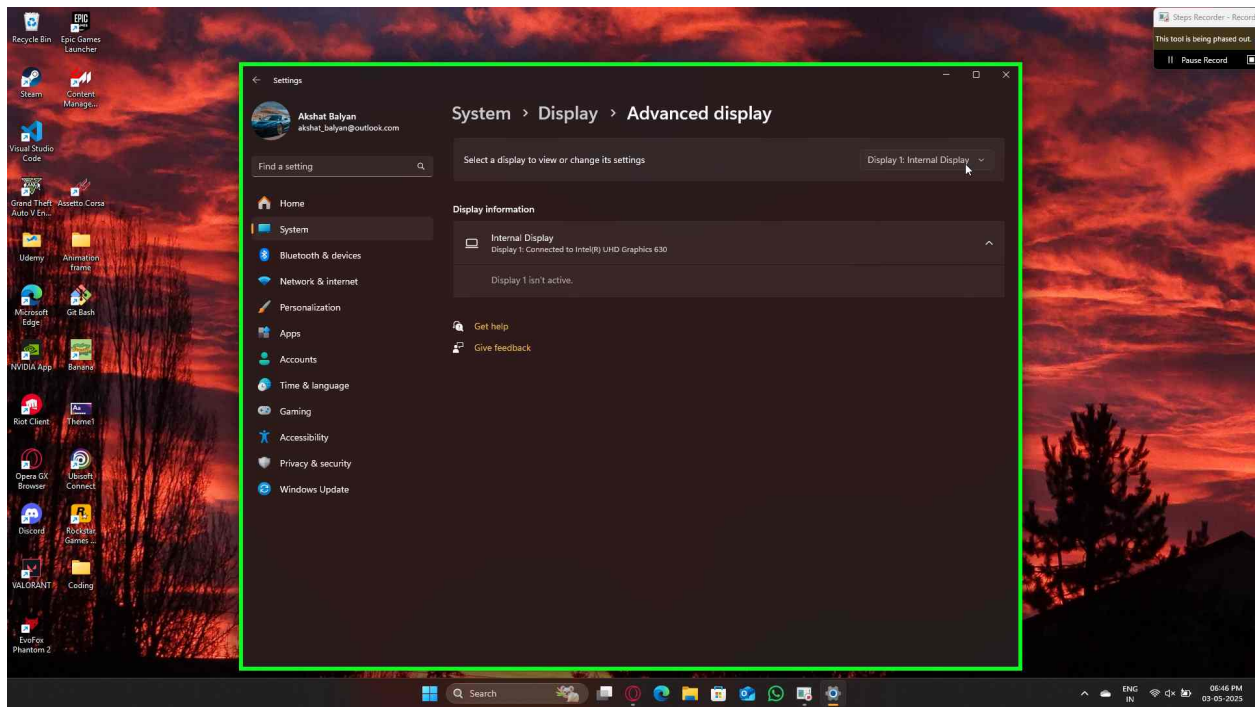 Recycle Bin
Epic Games
Launcher
EPIC
Steam
Content
Manage...
Visual Studio
Code
Grand Theft
Auto V En...
Assetto Corsa
Udemy
Animation
frame
Microsoft
Edge
Git Bash
NVIDIA App
Banana
Riot Client
Aa
Theme1
Opera GX
Browser
Ubisoft
Connect
Discord
Rockstar
Games ...
VALORANT
Coding
EvoFox
Phantom 2
Settings
Akshat Balyan
akshat_balyan@outlook.com
Find a setting
Home
System
Bluetooth & devices
Network & internet
Personalization
Apps
Accounts
Time & language
Gaming
Accessibility
Privacy & security
Windows Update
System > Display > Advanced display
Select a display to view or change its settings
Display 1: Internal Display
Display information
Internal Display
Display 1: Connected to Intel(R) UHD Graphics 630
Display 1 isn't active.
Get help
Give feedback
Steps Recorder - Record
This tool is being phased out.
Pause Record
Search
ENG
IN
06:46 PM
03-05-2025